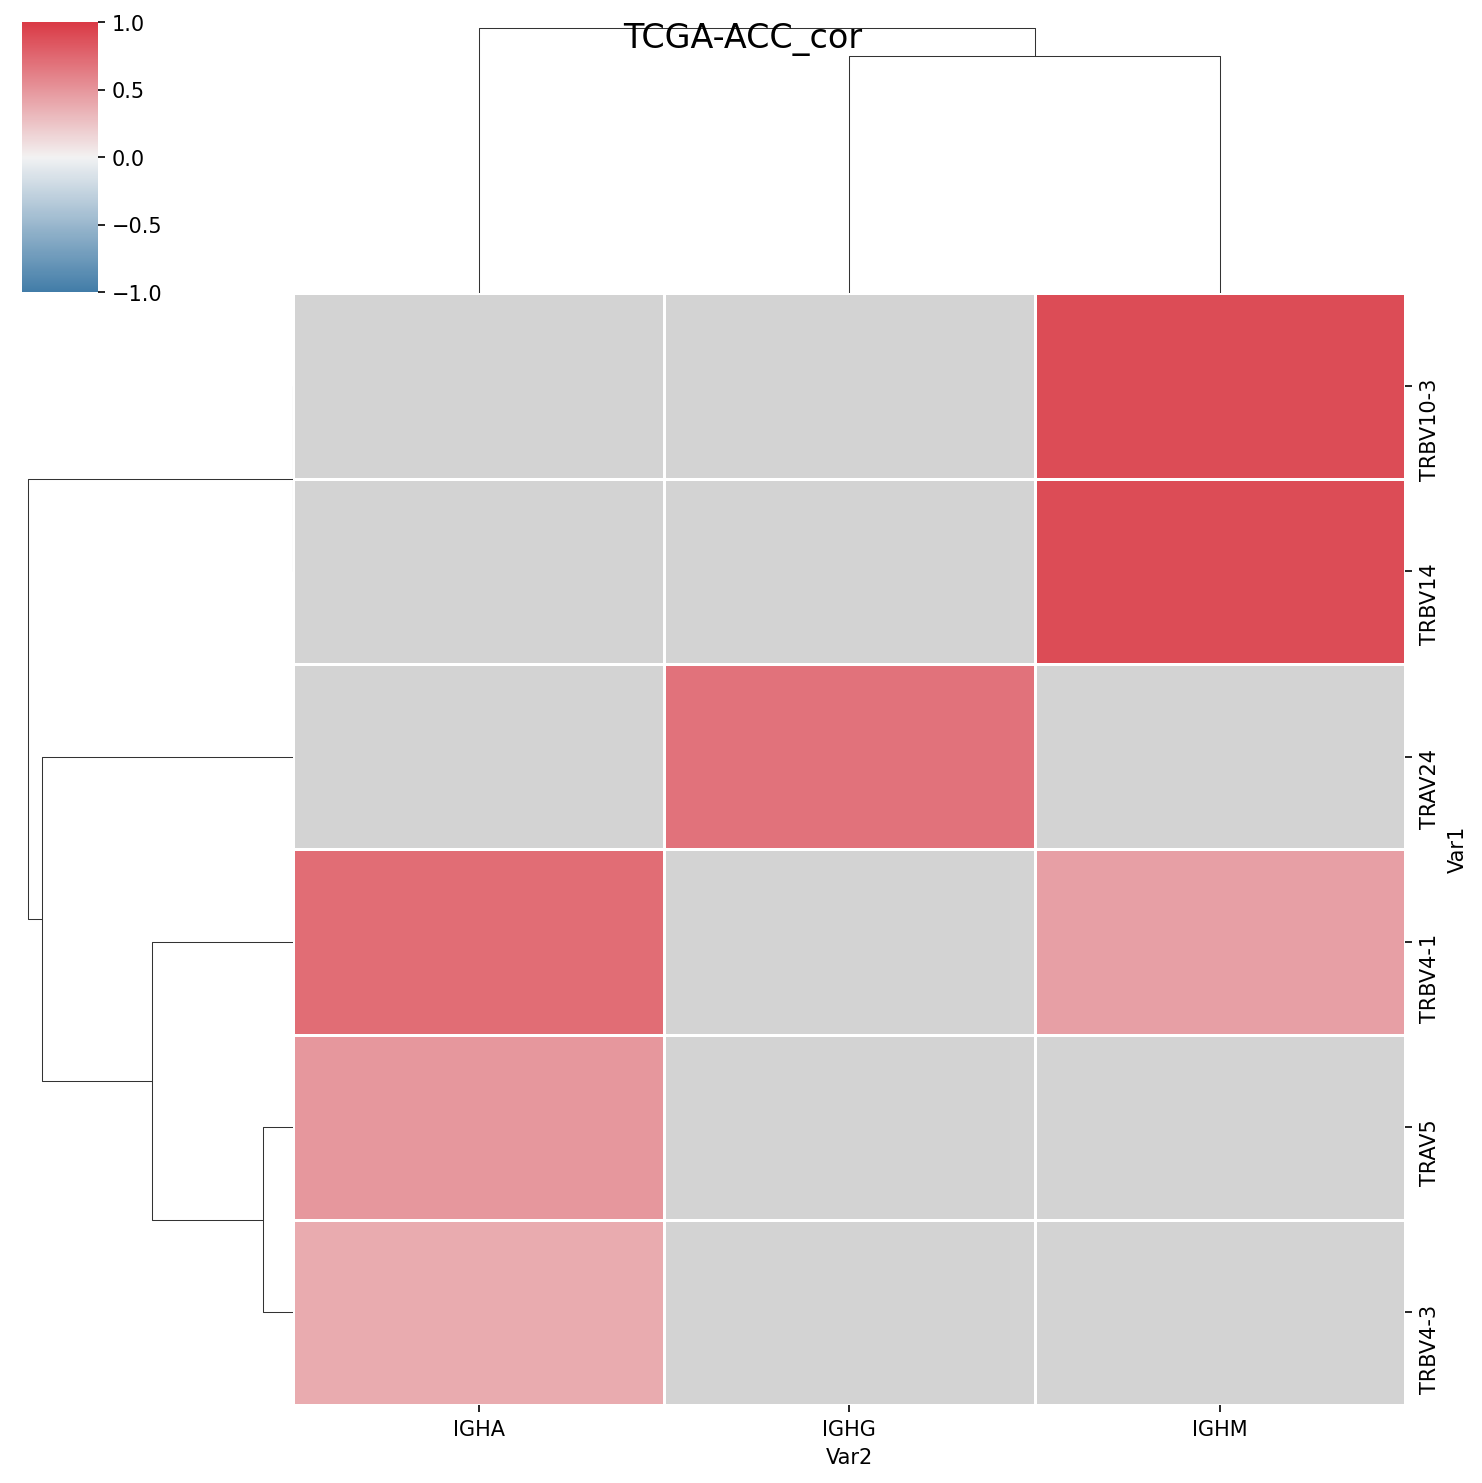 TCGA-ACC_cor
1.0
0.5
0.0
−0.5
−1.0
TRBV10-3
TRBV14
TRAV24
TRBV4-1
TRAV5
TRBV4-3
Var1
IGHA
IGHG
IGHM
Var2